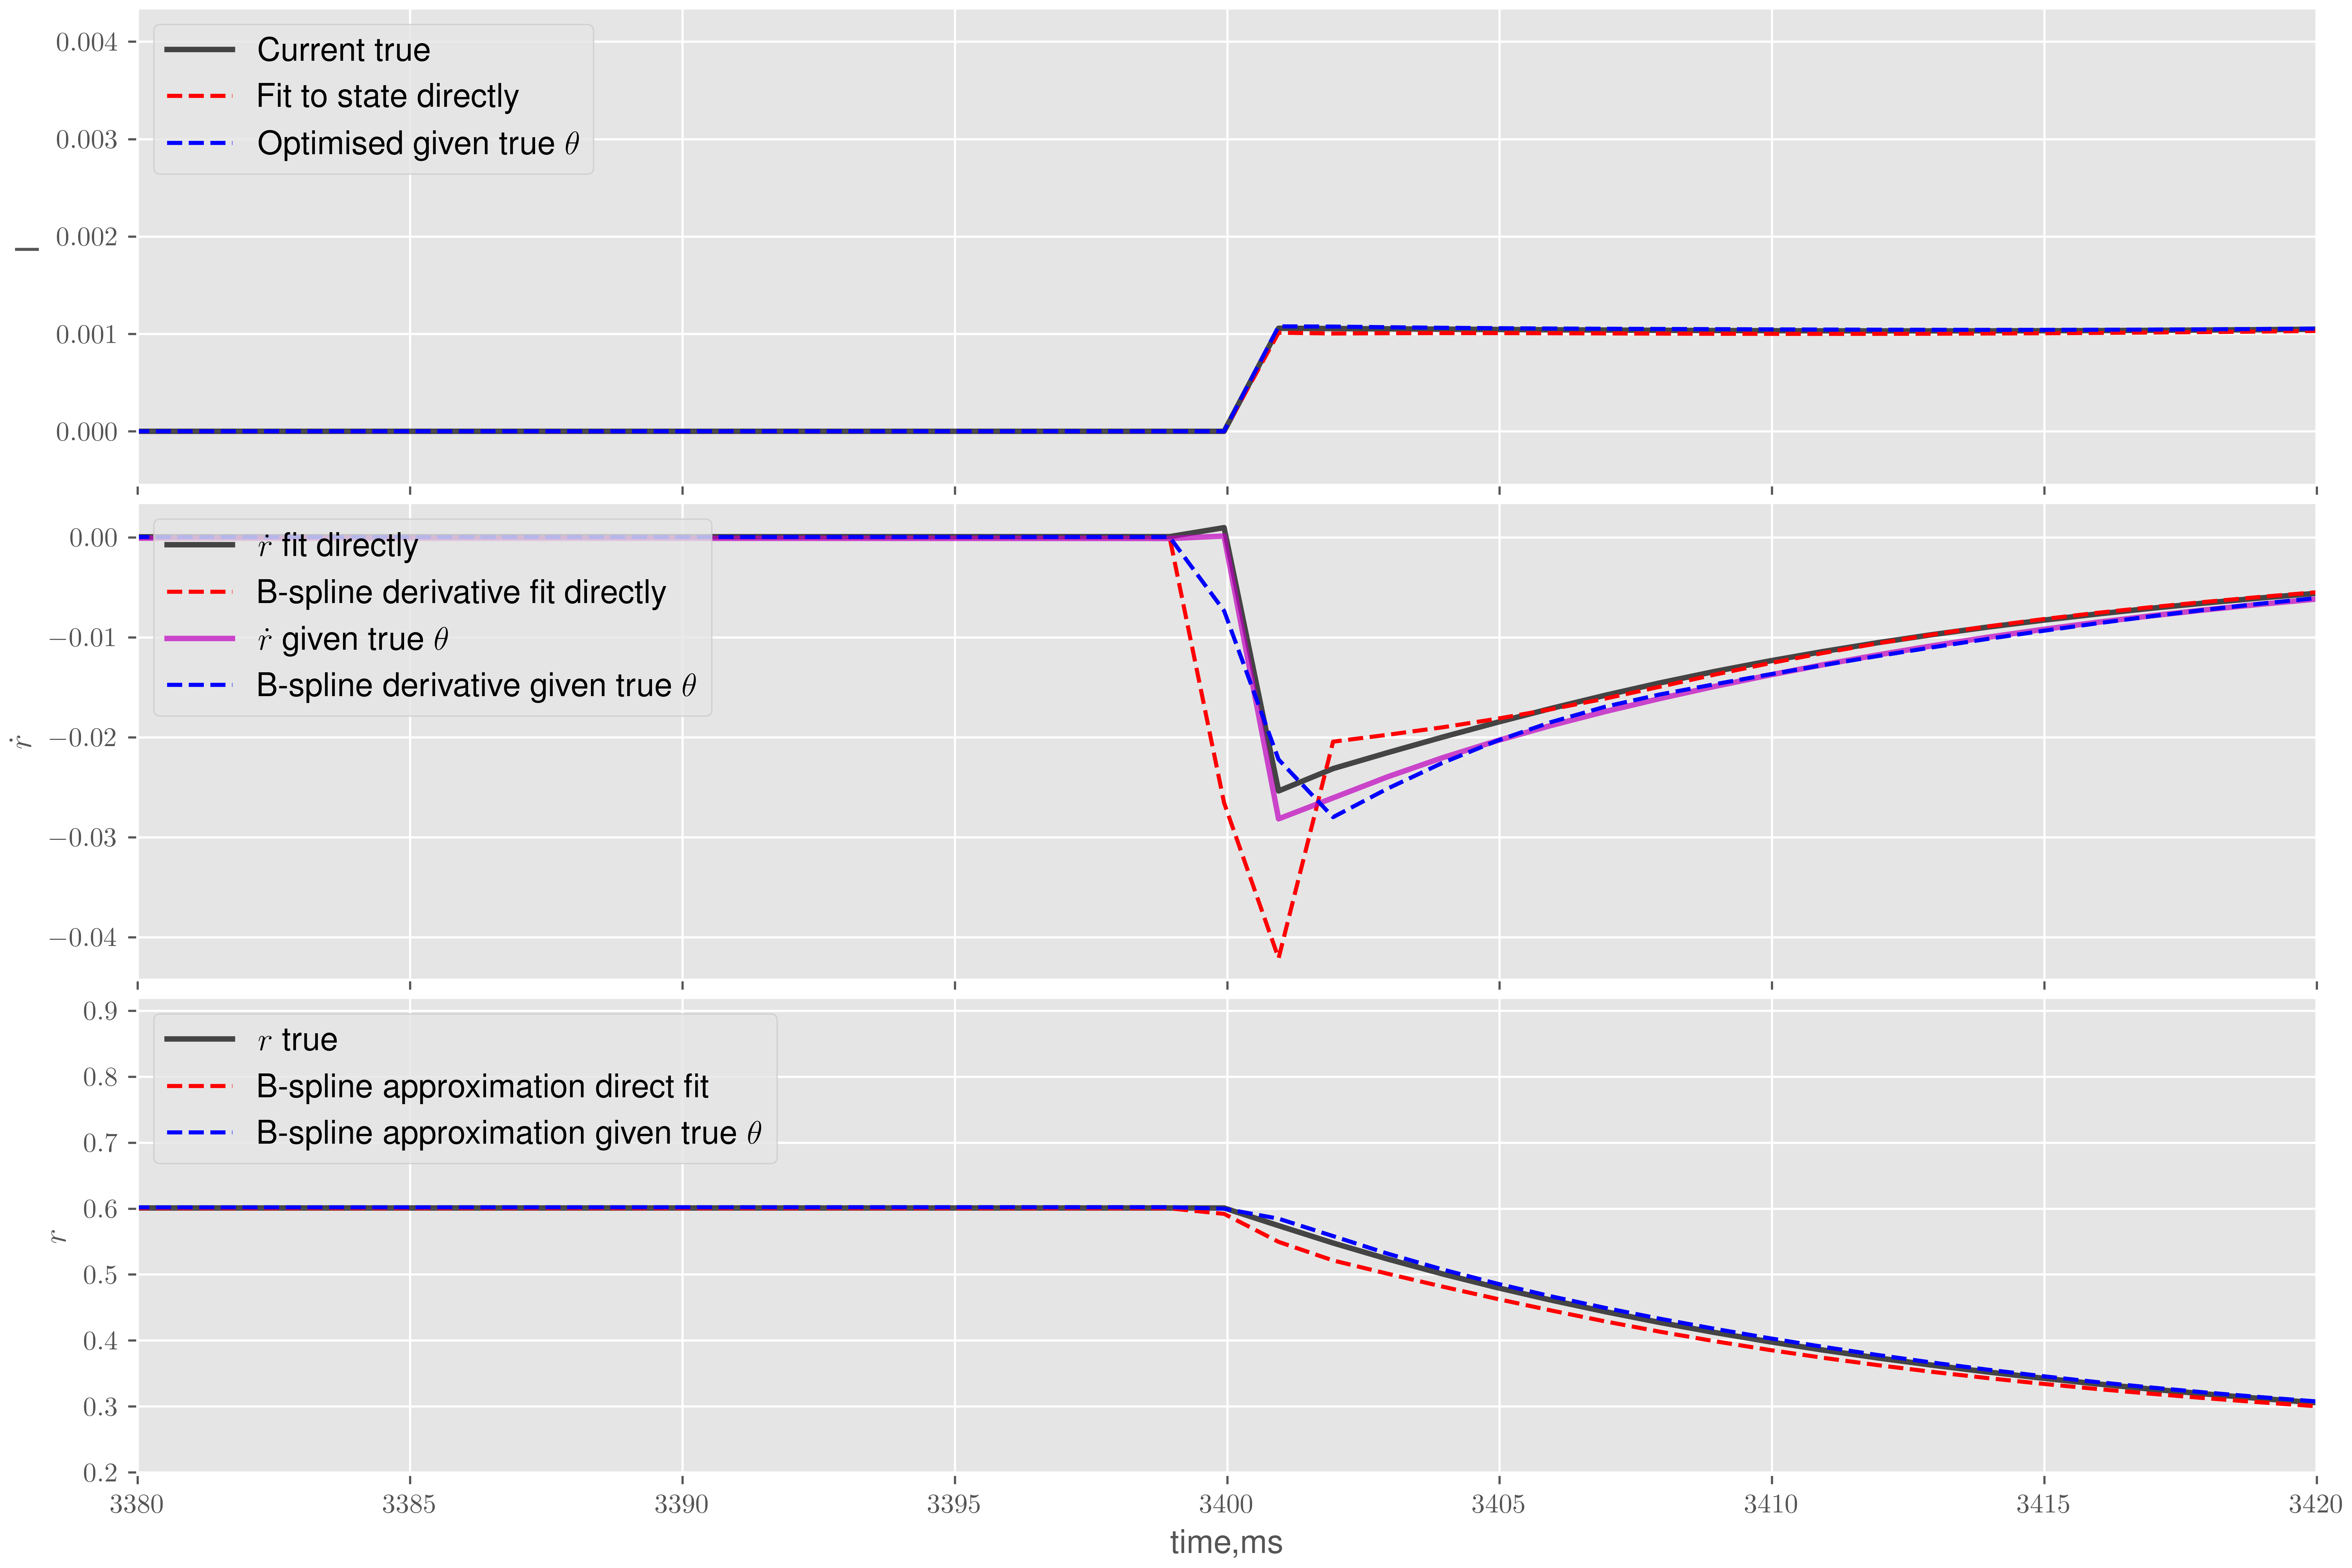 0.004
0.003
0.002
0.001
0.000
I
Current true
Fit to state directly
Optimised given true θ
0.00
−0.01
−0.02
−0.03
−0.04
ṙ
ṙ fit directly
B-spline derivative fit directly
ṙ given true θ
B-spline derivative given true θ
0.9
0.8
0.7
0.6
0.5
0.4
0.3
0.2
r
r true
B-spline approximation direct fit
B-spline approximation given true θ
3380 3385 3390 3395 3400 3405 3410 3415 3420
time,ms